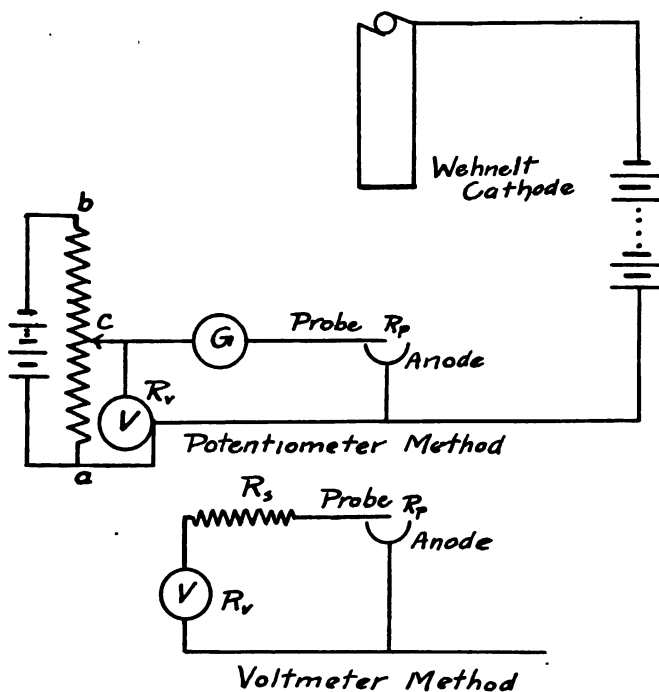 Wehnelt
Cathode
b
c
G
Probe Rp
Anode
Rv
V
Potentiometer Method
a
Rs
Probe Rp
Anode
V
Rv
Voltmeter Method